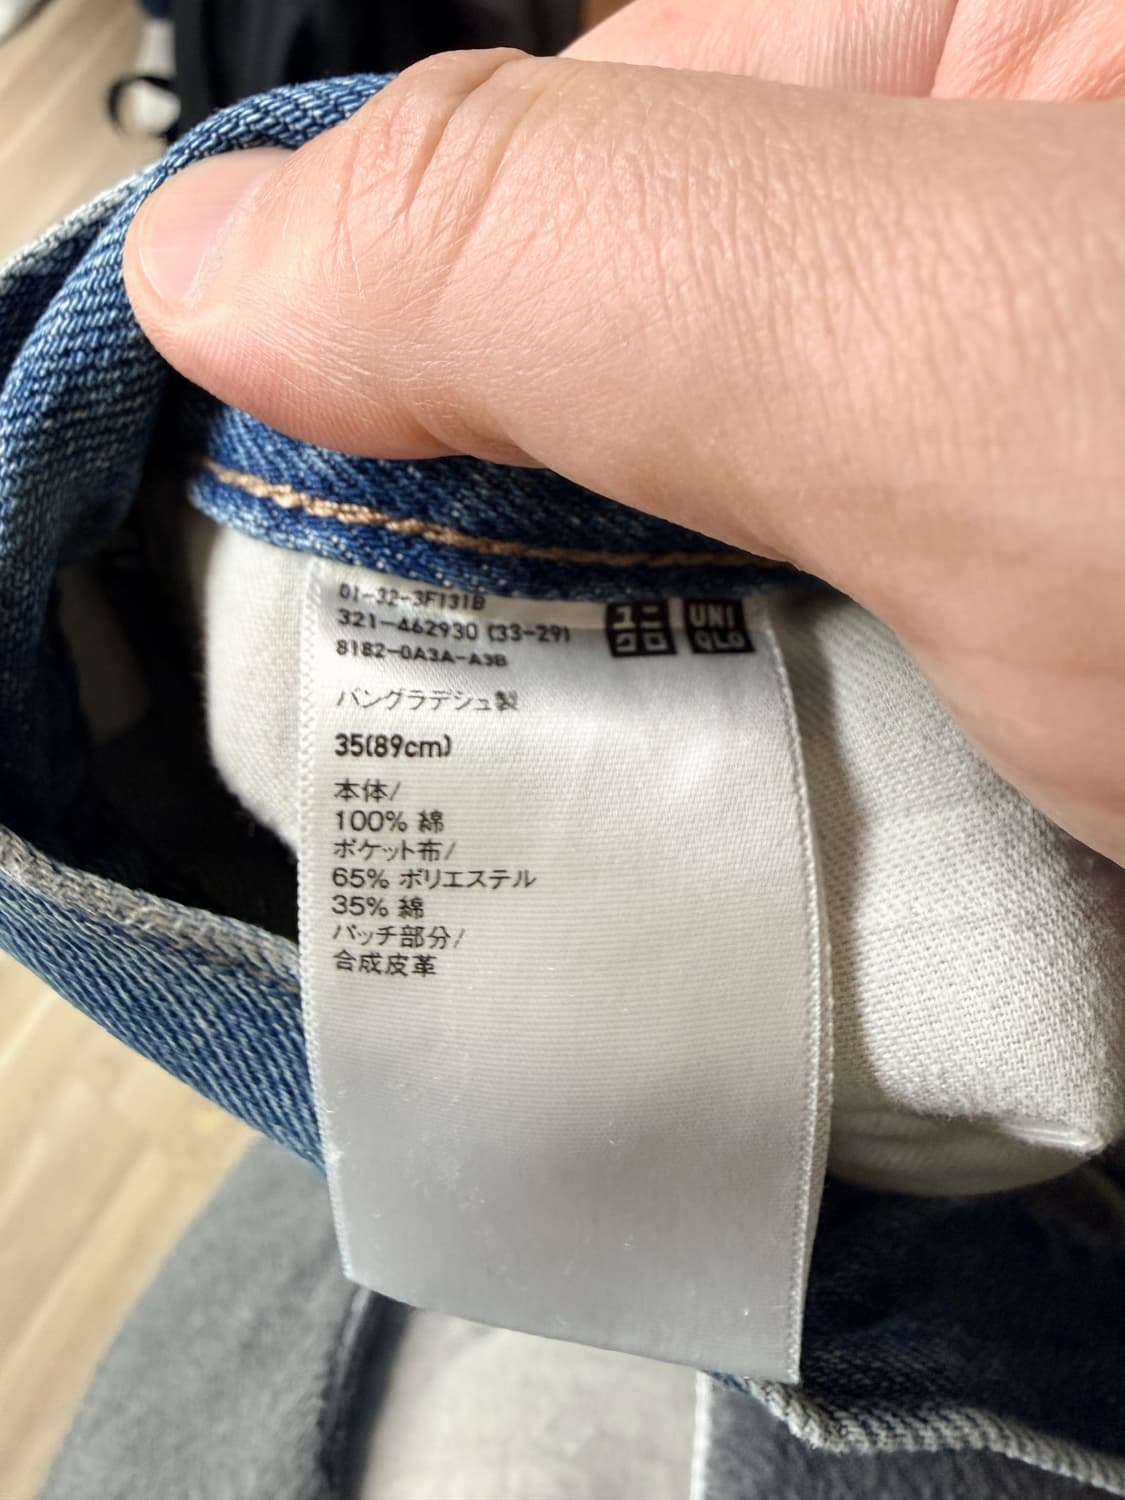 01-32-3F131B
321-462930 (33-29)
8182-0A3A-A3B
ユニ
クロ
UNI
QLO
バングラデシュ製
35(89cm)
本体/
100% 綿
ポケット布/
65% ポリエステル
35% 綿
パッチ部分/
合成皮革